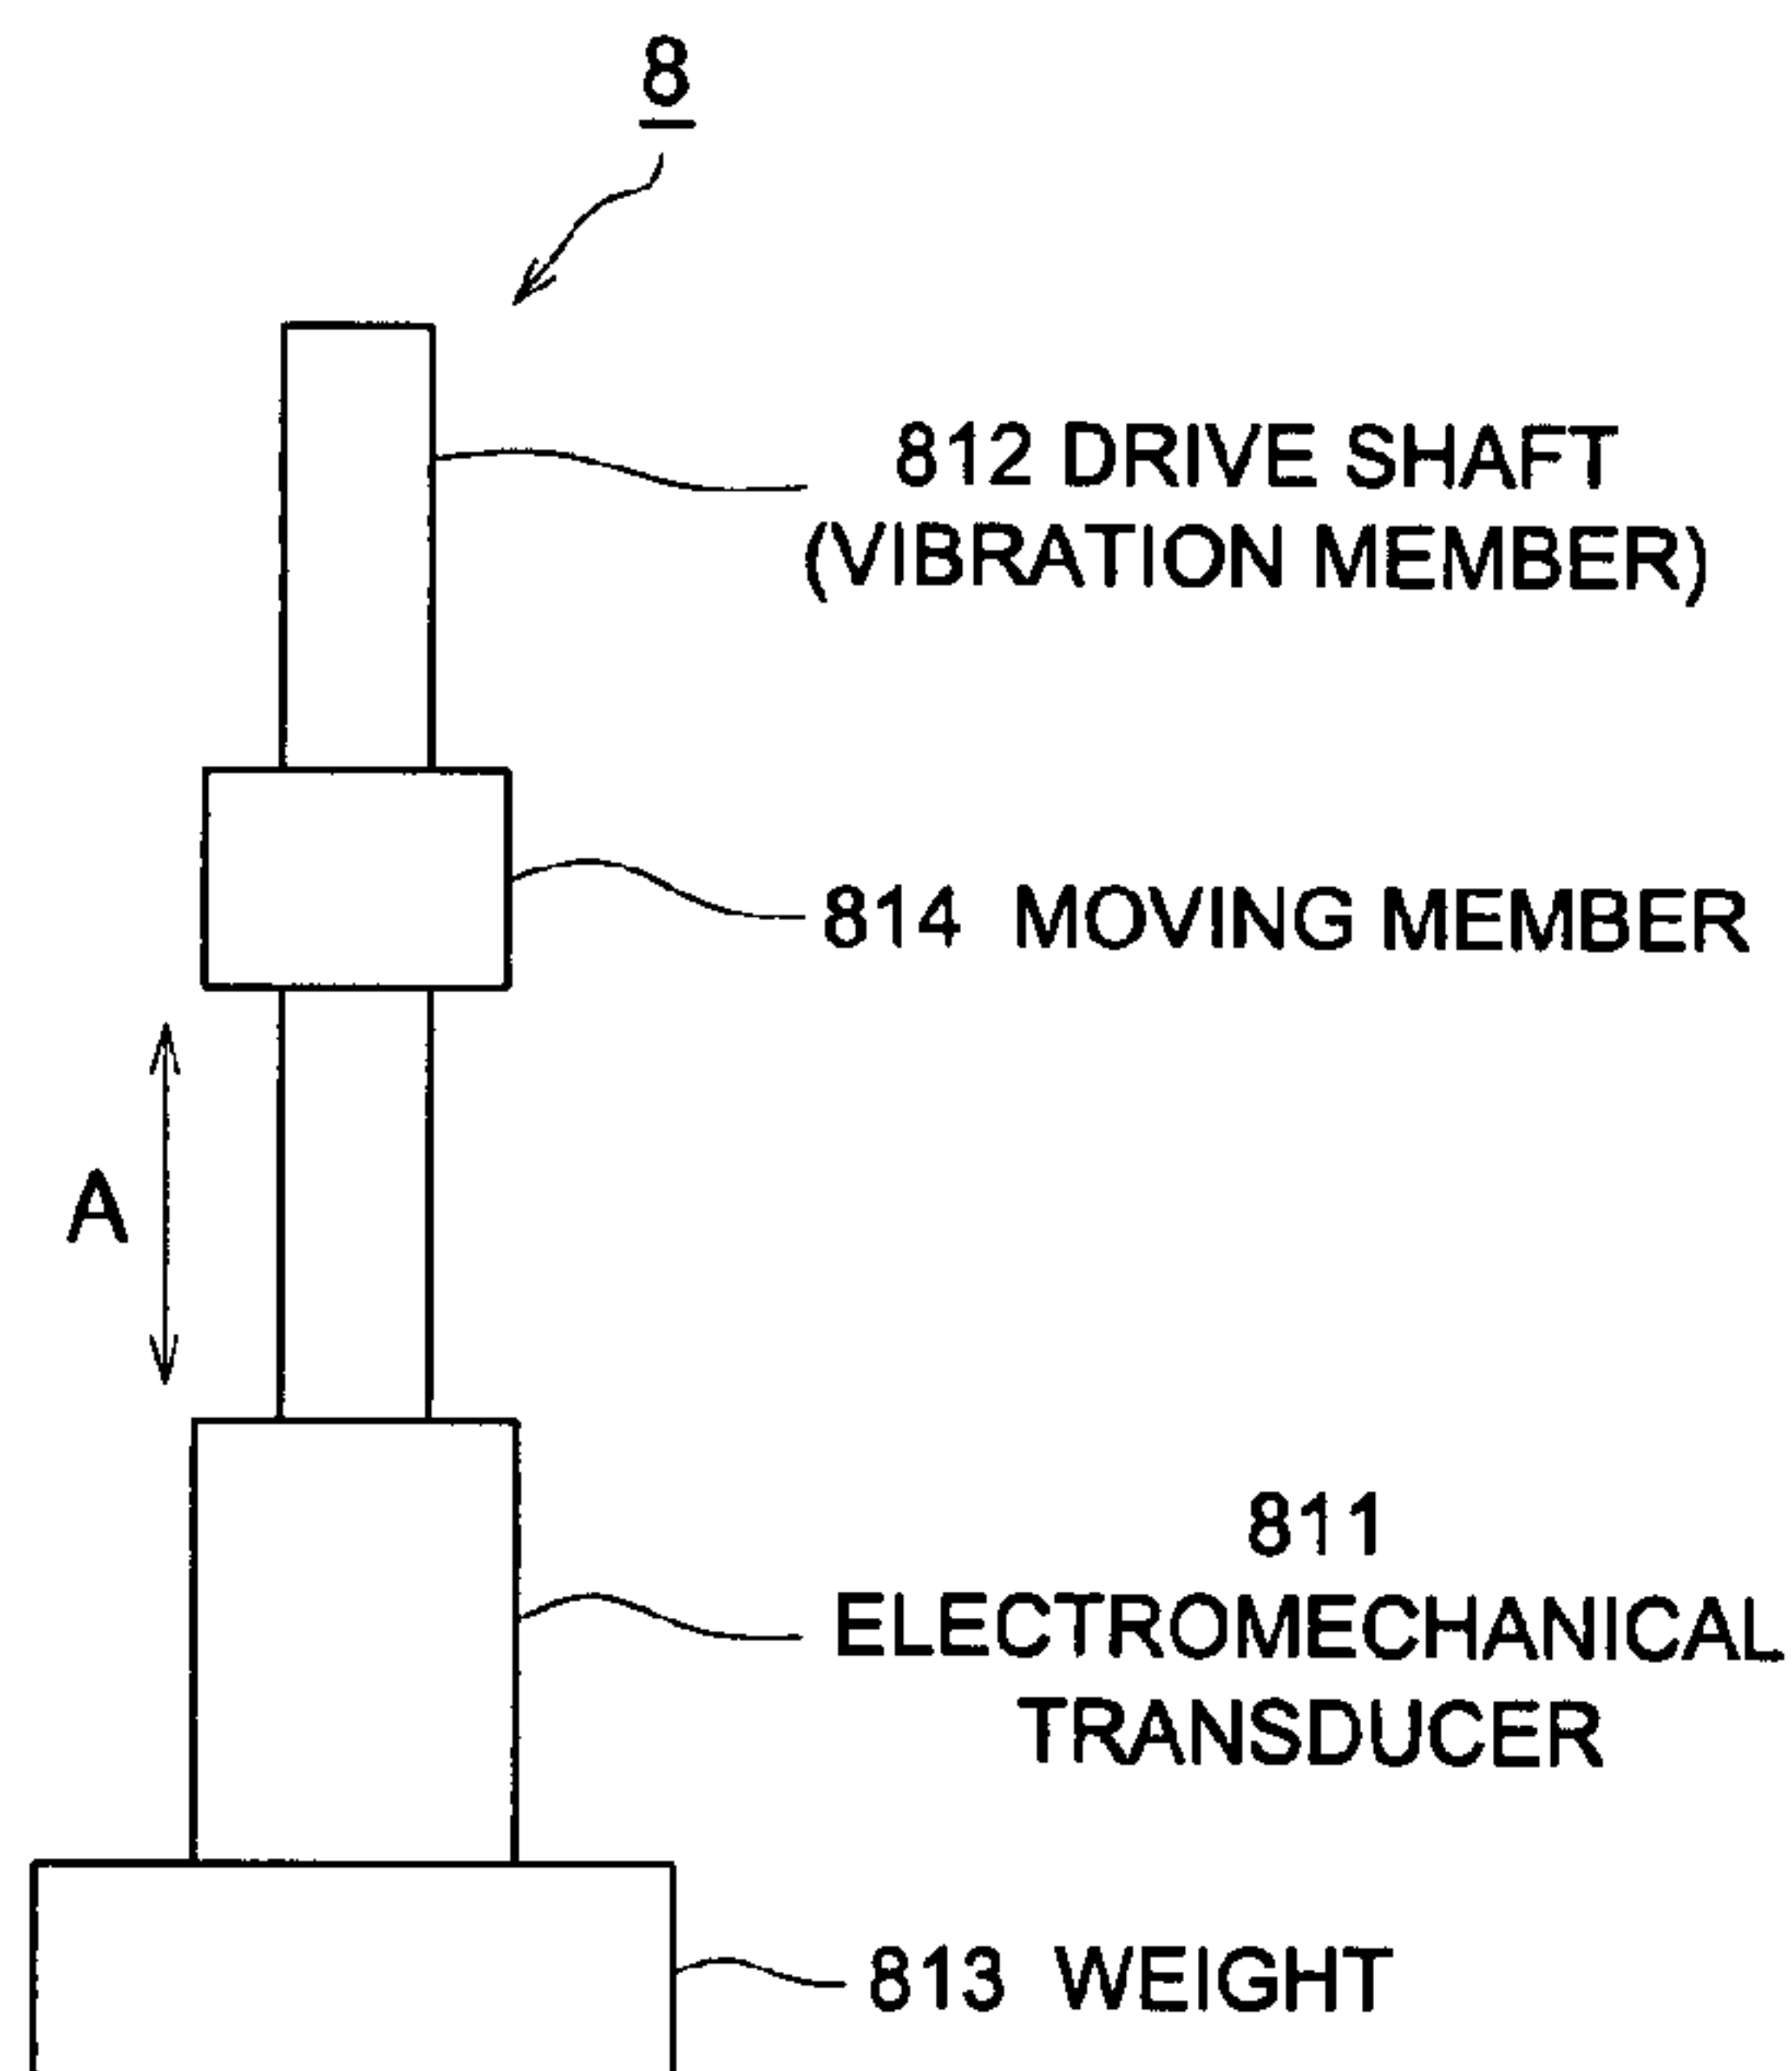 8
812 DRIVE SHAFT
(VIBRATION MEMBER)
814 MOVING MEMBER
A
811
ELECTROMECHANICAL
TRANSDUCER
813 WEIGHT